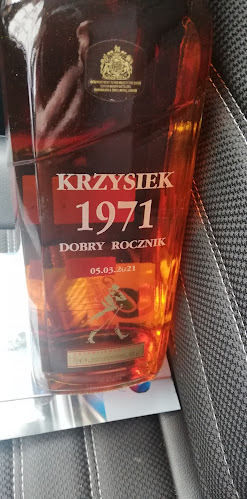 KRZYSIEK
1971
DOBRY ROCZNIK
05.03.2021